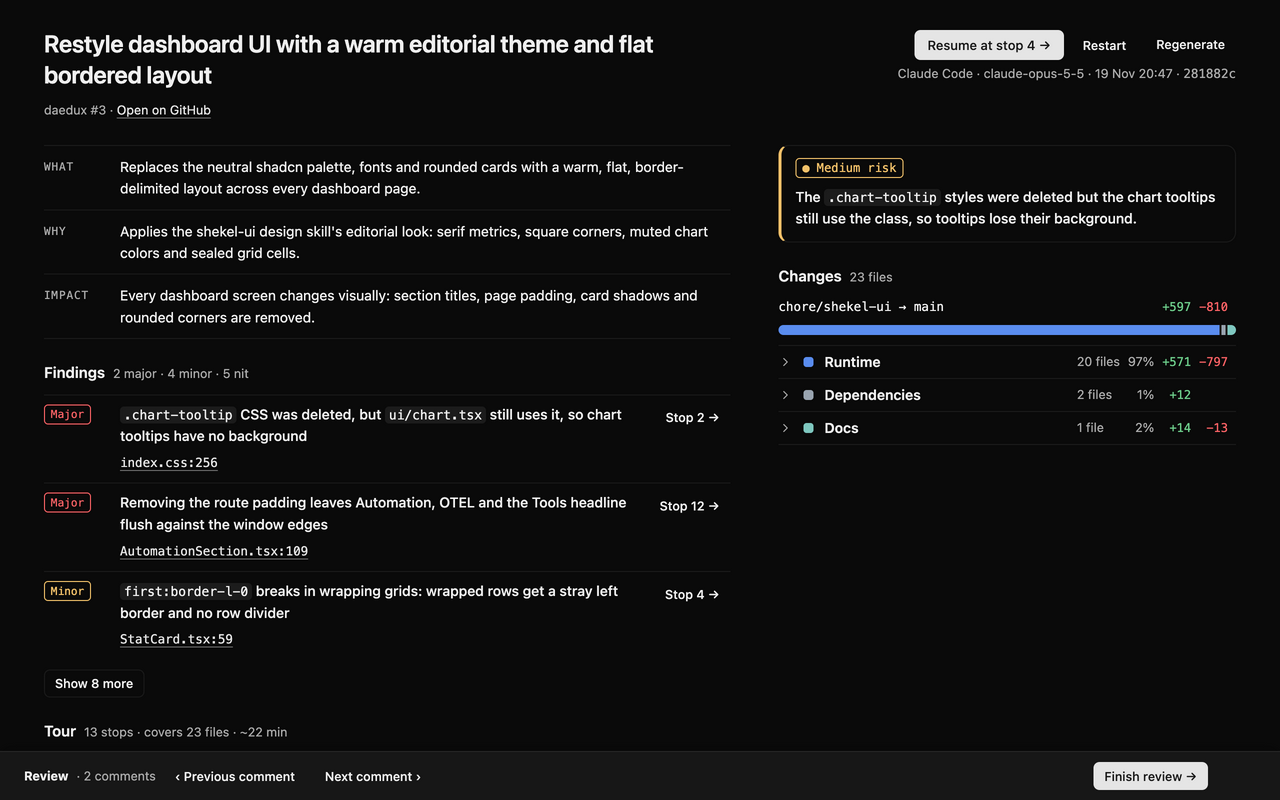 Restyle dashboard UI with a warm editorial theme and flat
bordered layout
daedux #3 · Open on GitHub
Resume at stop 4 →
Restart
Regenerate
Claude Code · claude-opus-5-5 · 19 Nov 20:47 · 281882c
WHAT
Replaces the neutral shadcn palette, fonts and rounded cards with a warm, flat, border-
delimited layout across every dashboard page.
WHY
Applies the shekel-ui design skill's editorial look: serif metrics, square corners, muted chart
colors and sealed grid cells.
IMPACT
Every dashboard screen changes visually: section titles, page padding, card shadows and
rounded corners are removed.
Findings 2 major · 4 minor · 5 nit
Major
.chart-tooltip CSS was deleted, but ui/chart.tsx still uses it, so chart
tooltips have no background
index.css:256
Stop 2 →
Major
Removing the route padding leaves Automation, OTEL and the Tools headline
flush against the window edges
AutomationSection.tsx:109
Stop 12 →
Minor
first:border-l-0 breaks in wrapping grids: wrapped rows get a stray left
border and no row divider
StatCard.tsx:59
Stop 4 →
Show 8 more
Tour 13 stops · covers 23 files · ~22 min
Medium risk
The .chart-tooltip styles were deleted but the chart tooltips
still use the class, so tooltips lose their background.
Changes 23 files
chore/shekel-ui → main +597 −810
Runtime 20 files 97% +571 −797
Dependencies 2 files 1% +12
Docs 1 file 2% +14 −13
Review · 2 comments ‹ Previous comment Next comment › Finish review →